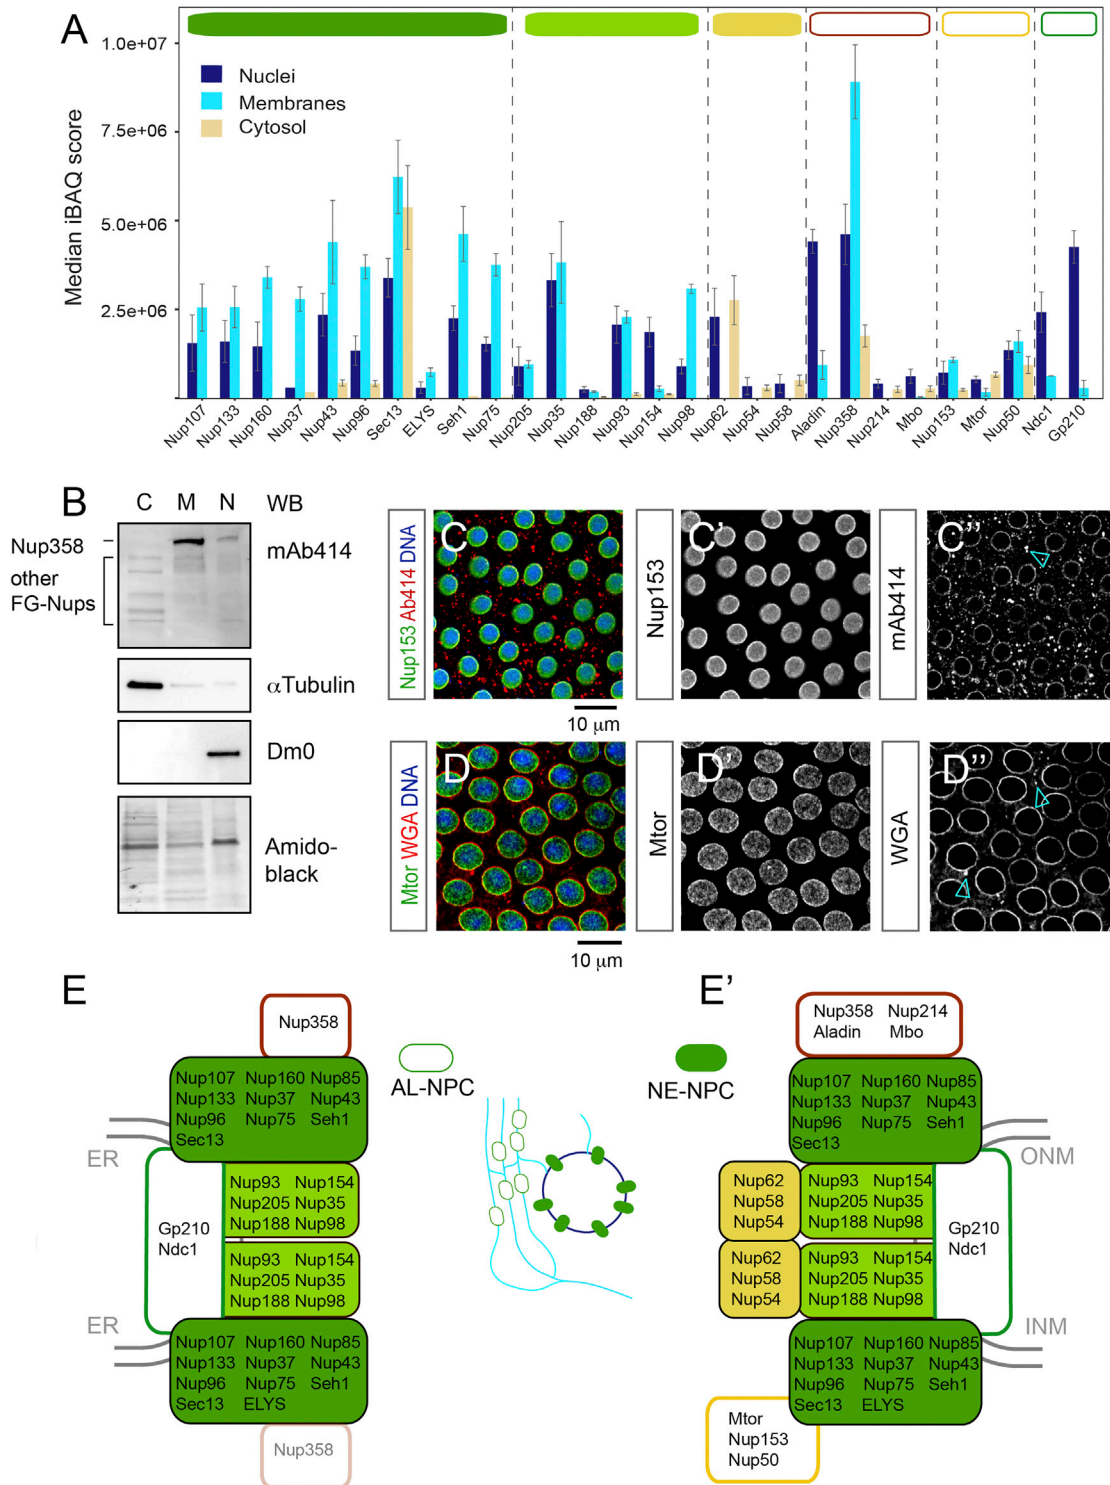 A
1.0e+07
7.5e+06
5.0e+06
2.5e+06
Median iBAQ score
Nuclei
Membranes
Cytosol
Nup107
Nup133
Nup160
Nup37
Nup43
Nup96
Sec13
ELYS
Seh1
Nup75
Nup205
Nup35
Nup188
Nup93
Nup154
Nup98
Nup62
Nup54
Nup58
Aladin
Nup358
Nup214
Mbo
Nup153
Mtor
Nup50
Ndc1
Gp210
B
C M N WB
Nup358
other
FG-Nups
mAb414
αTubulin
Dm0
Amido-
black
Nup153 Ab414 DNA
C
10 μm
Nup153
C'
mAb414
C''
Mtor WGA DNA
D
10 μm
Mtor
D'
WGA
D''
E
Nup358
Nup107 Nup160 Nup85
Nup133 Nup37 Nup43
Nup96 Nup75 Seh1
Sec13
ER
Nup93 Nup154
Nup205 Nup35
Nup188 Nup98
Gp210
Ndc1
Nup93 Nup154
Nup205 Nup35
Nup188 Nup98
ER
Nup107 Nup160 Nup85
Nup133 Nup37 Nup43
Nup96 Nup75 Seh1
Sec13 ELYS
Nup358
AL-NPC
NE-NPC
E'
Nup358 Nup214
Aladin Mbo
Nup107 Nup160 Nup85
Nup133 Nup37 Nup43
Nup96 Nup75 Seh1
Sec13
ONM
Nup62
Nup58
Nup54
Nup93 Nup154
Nup205 Nup35
Nup188 Nup98
Gp210
Ndc1
Nup62
Nup58
Nup54
Nup93 Nup154
Nup205 Nup35
Nup188 Nup98
INM
Nup107 Nup160 Nup85
Nup133 Nup37 Nup43
Nup96 Nup75 Seh1
Sec13 ELYS
Mtor
Nup153
Nup50